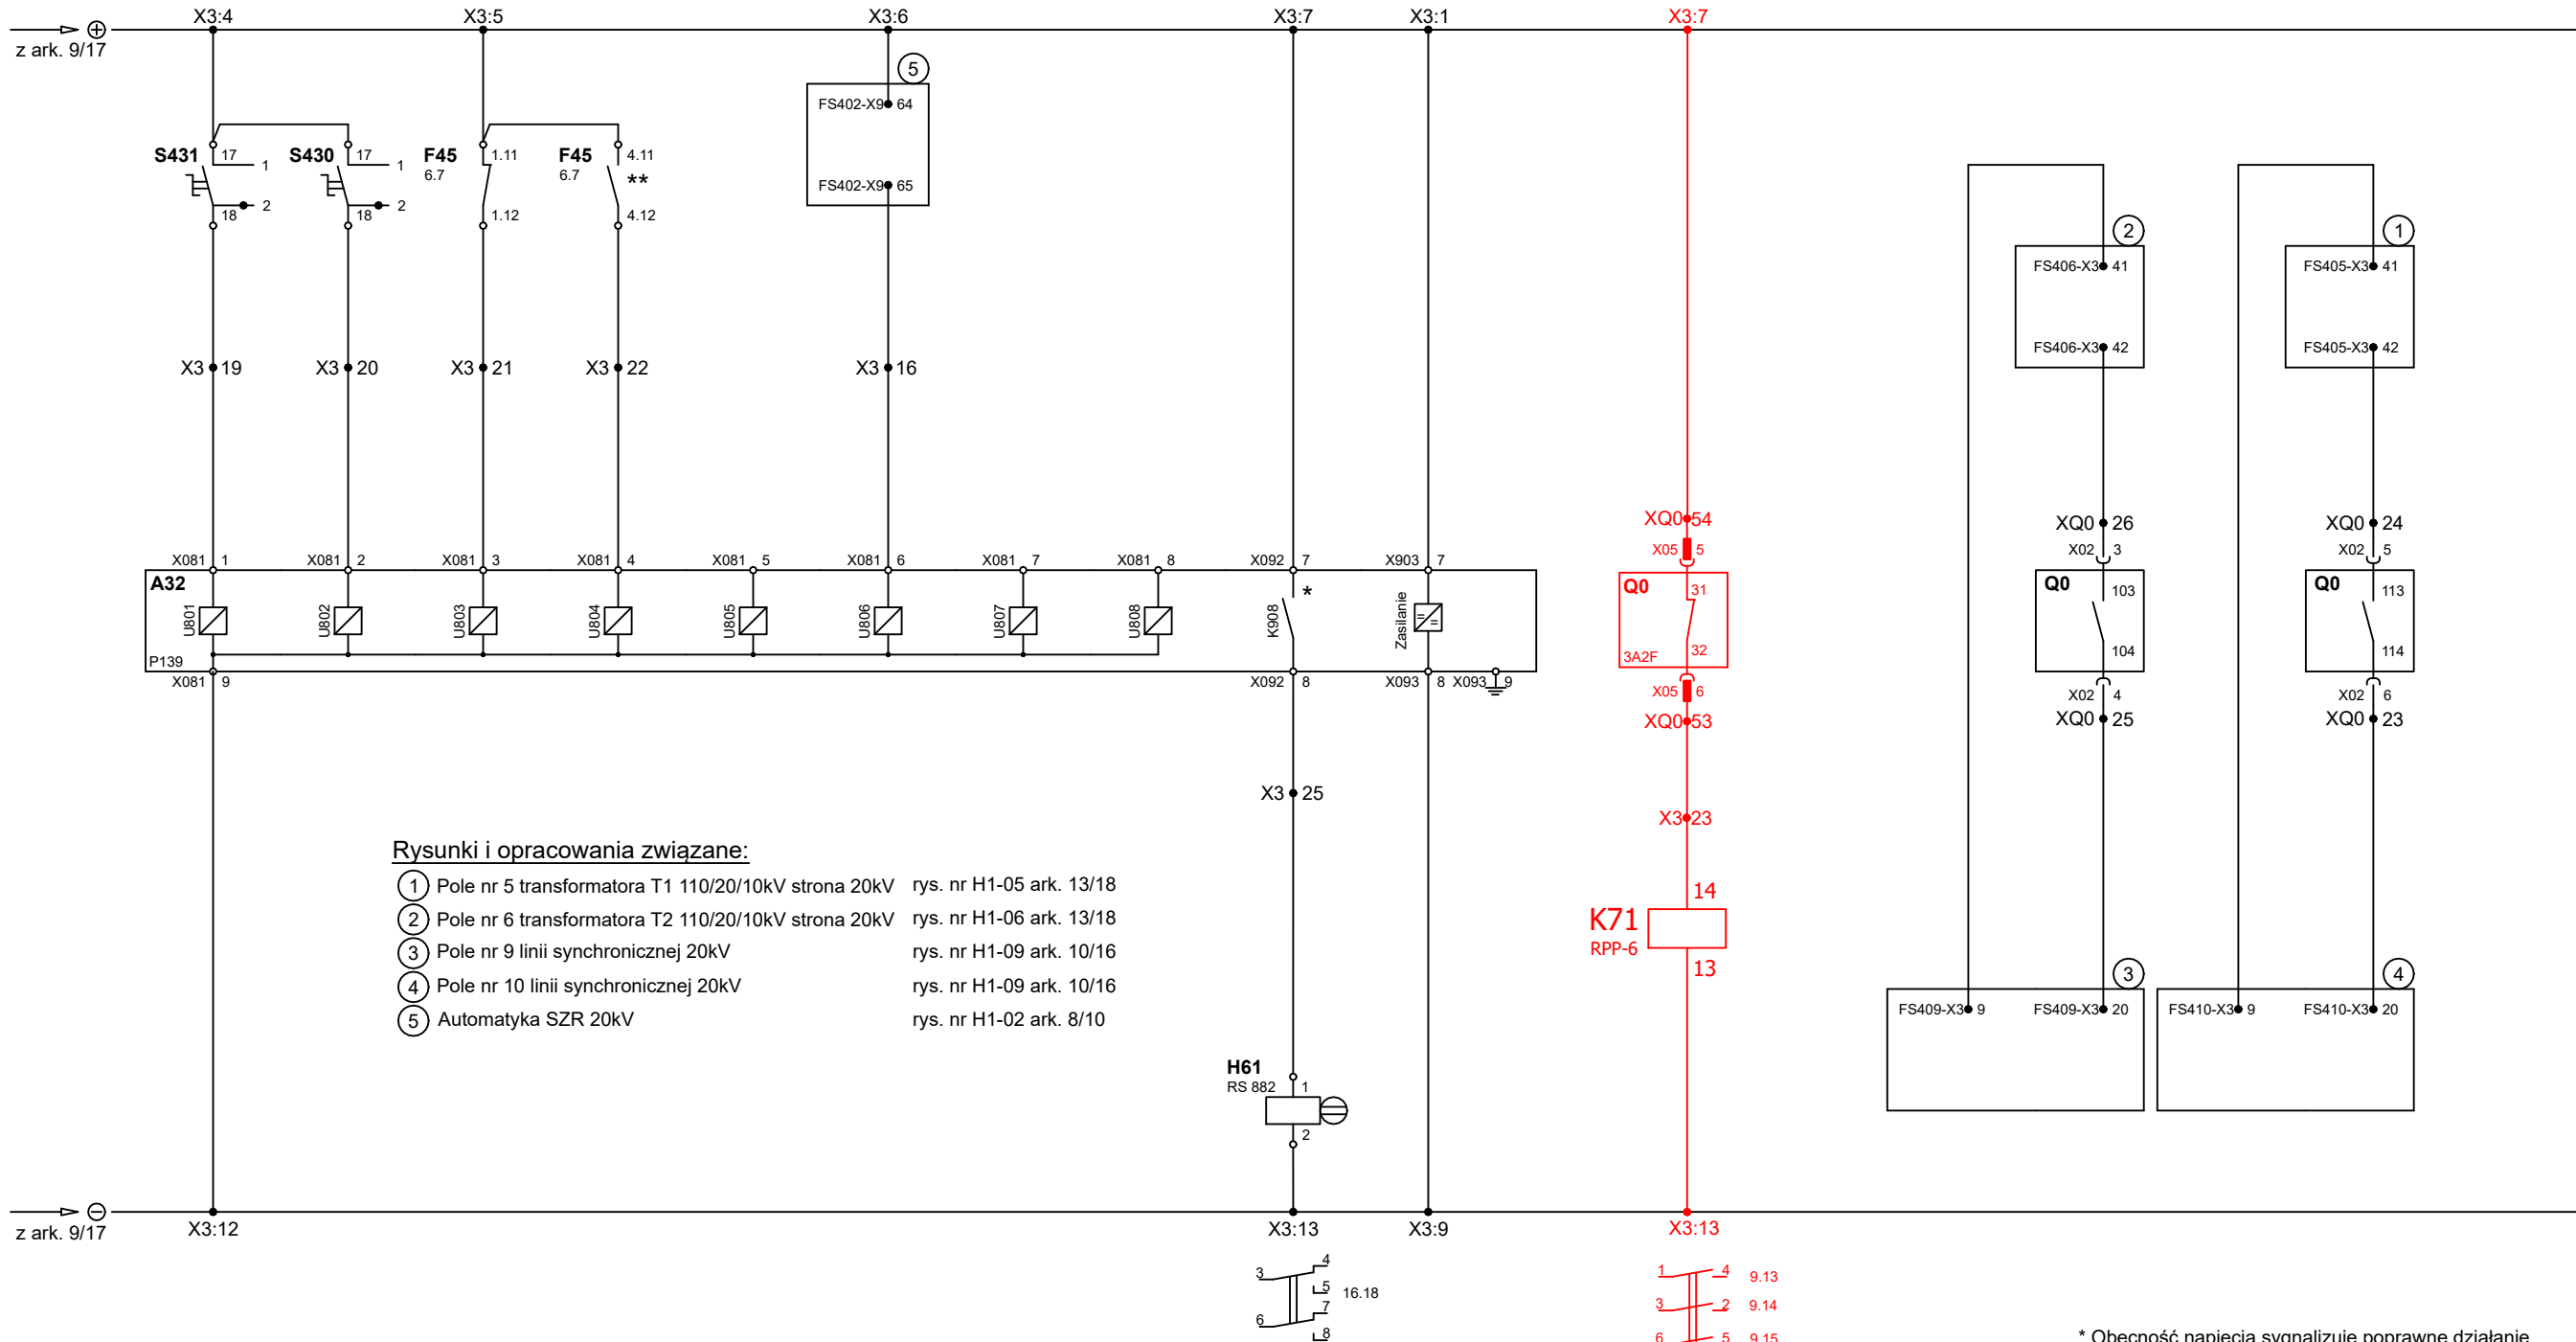 X3:4 X3:5 X3:6 X3:7 X3:1 X3:7
z ark. 9/17
5
FS402-X9 64
FS402-X9 65
S431 17 1
18 2
S430 17 1
18 2
F45 1.11
6.7
1.12
F45 4.11
6.7 **
4.12
2
FS406-X3 41
FS406-X3 42
1
FS405-X3 41
FS405-X3 42
X3 19 X3 20 X3 21 X3 22 X3 16
XQ0 54
X05 5
XQ0 26
X02 3
XQ0 24
X02 5
X081 1 X081 2 X081 3 X081 4 X081 5 X081 6 X081 7 X081 8 X092 7 X903 7
A32
U801 U802 U803 U804 U805 U806 U807 U808 K908 * Zasilanie = =
P139
X081 9 X092 8 X093 8 X093 9
Q0 31
3A2F 32
X05 6
XQ0 53
Q0 103
104
X02 4
XQ0 25
Q0 113
114
X02 6
XQ0 23
X3 25
X3 23
14
K71
RPP-6
13
Rysunki i opracowania związane:
1 Pole nr 5 transformatora T1 110/20/10kV strona 20kV rys. nr H1-05 ark. 13/18
2 Pole nr 6 transformatora T2 110/20/10kV strona 20kV rys. nr H1-06 ark. 13/18
3 Pole nr 9 linii synchronicznej 20kV rys. nr H1-09 ark. 10/16
4 Pole nr 10 linii synchronicznej 20kV rys. nr H1-09 ark. 10/16
5 Automatyka SZR 20kV rys. nr H1-02 ark. 8/10
3
FS409-X3 9 FS409-X3 20
4
FS410-X3 9 FS410-X3 20
H61
RS 882 1
2
z ark. 9/17
X3:12 X3:13 X3:9 X3:13
3 4
5 16.18
6 7
8
1 4 9.13
3 2 9.14
6 5 9.15
* Obecność napięcia sygnalizuje poprawne działanie